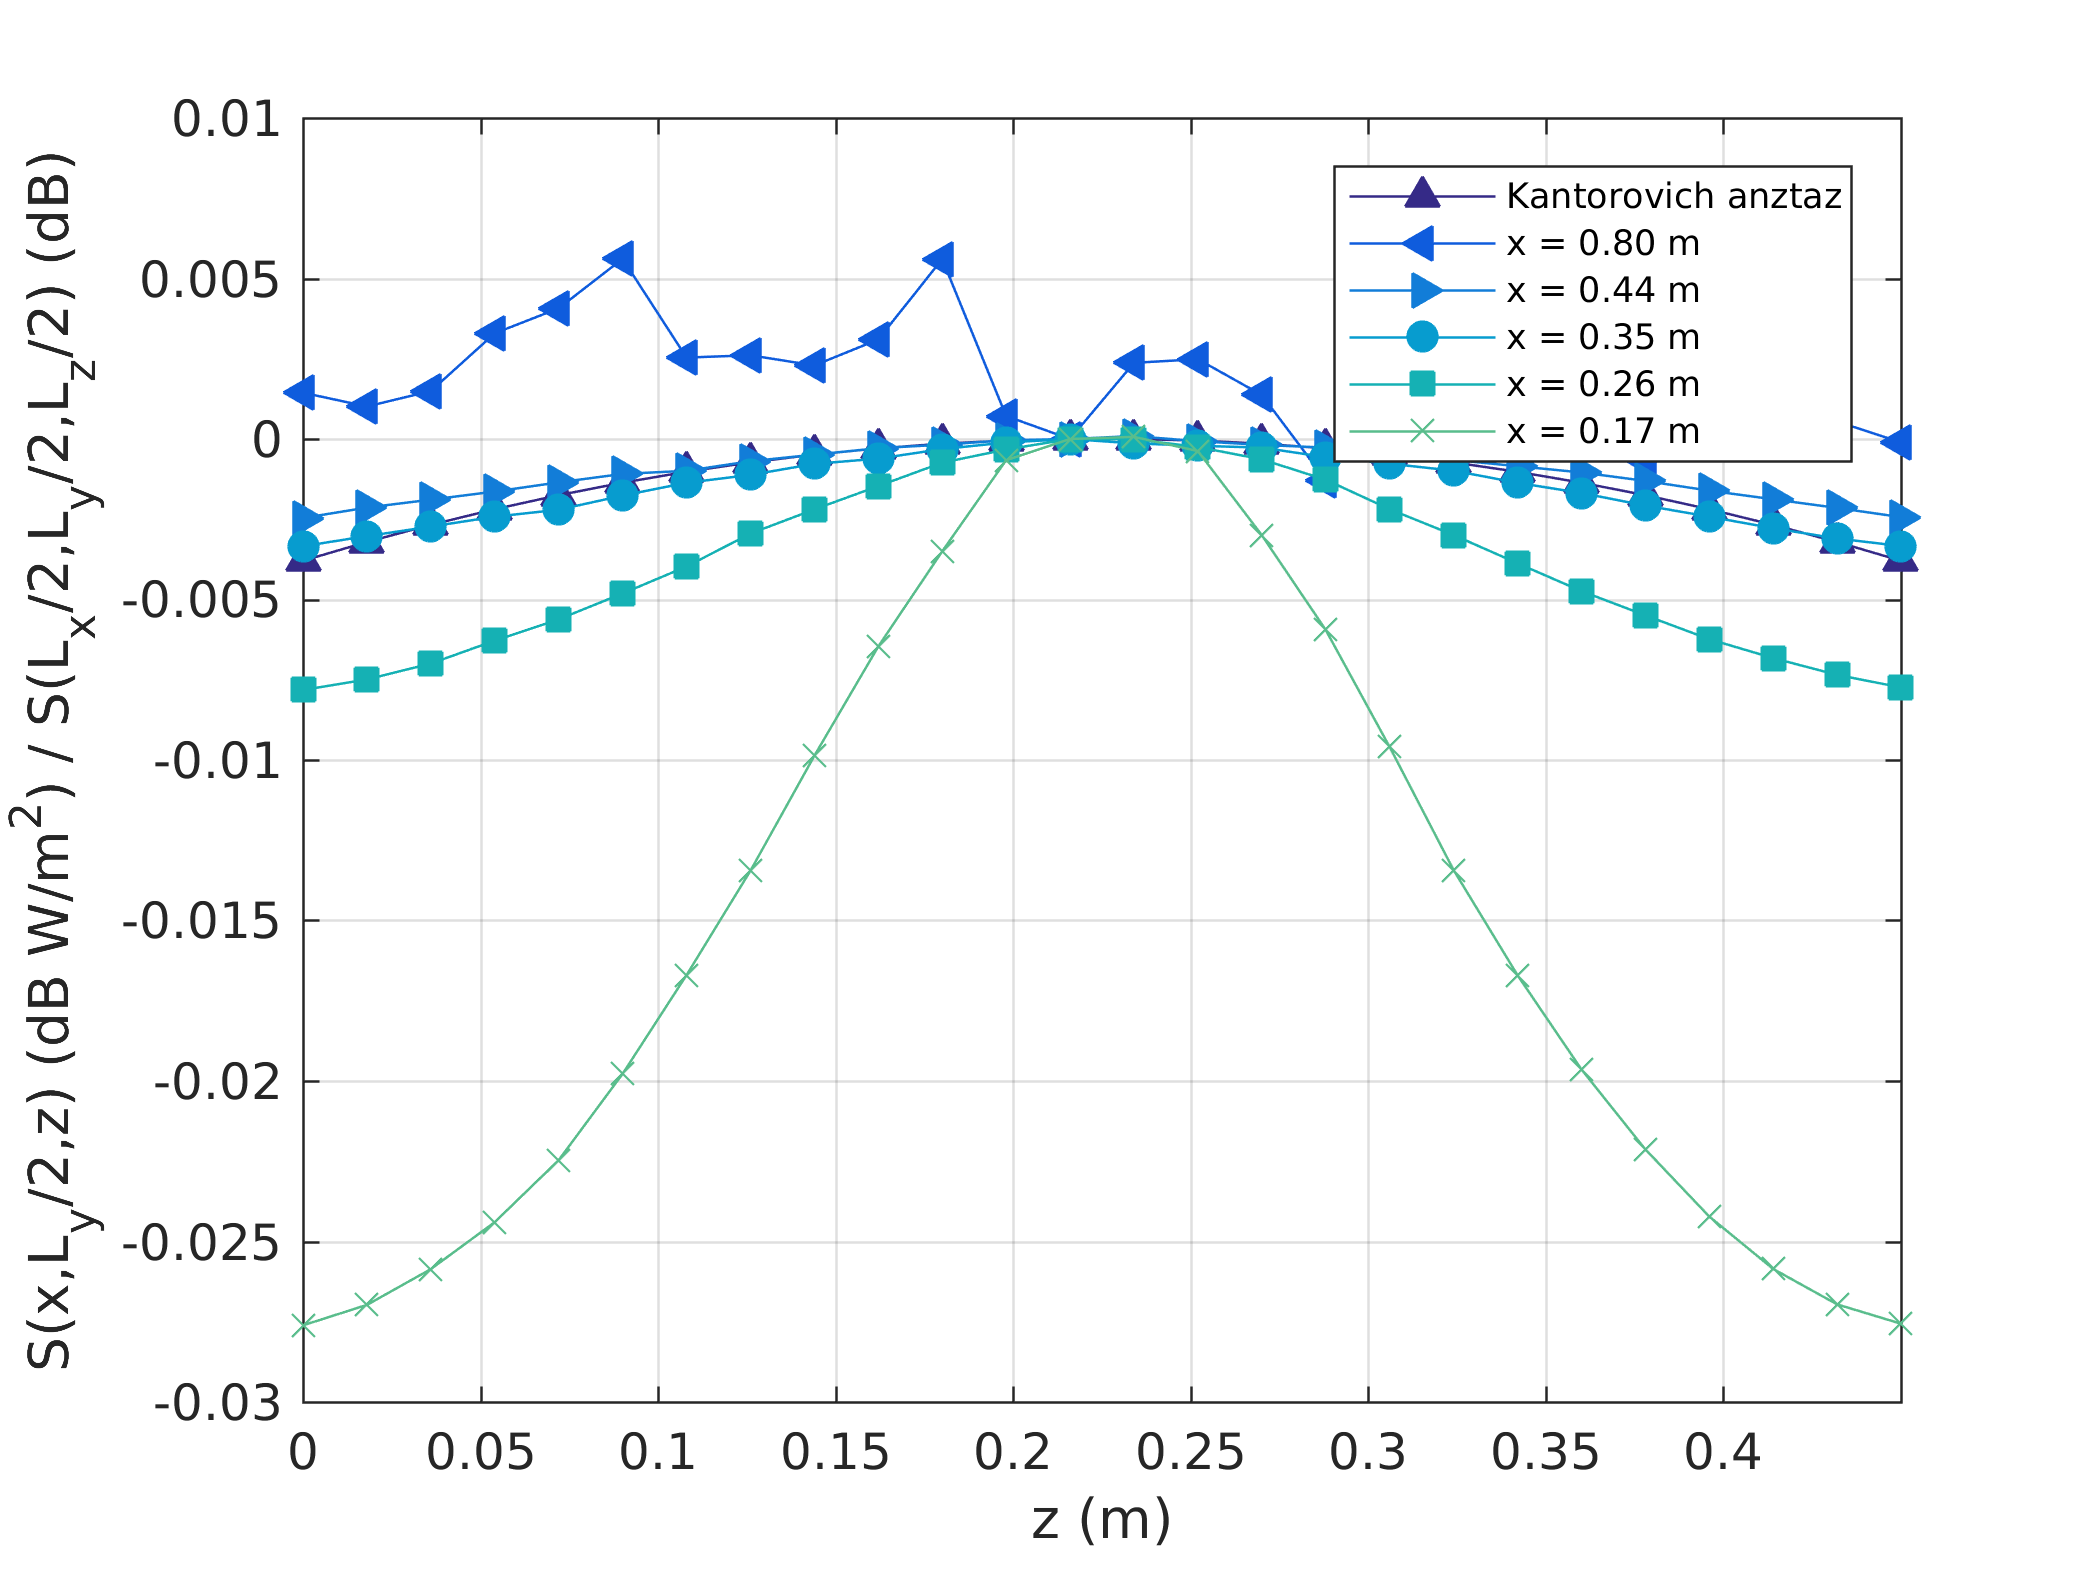 0.01
0.005
0
-0.005
-0.01
-0.015
-0.02
-0.025
-0.03
S(x,L_y/2,z) (dB W/m²) / S(L_x/2,L_y/2,L_z/2) (dB)
Kantorovich anztaz
x = 0.80 m
x = 0.44 m
x = 0.35 m
x = 0.26 m
x = 0.17 m
0 0.05 0.1 0.15 0.2 0.25 0.3 0.35 0.4
z (m)